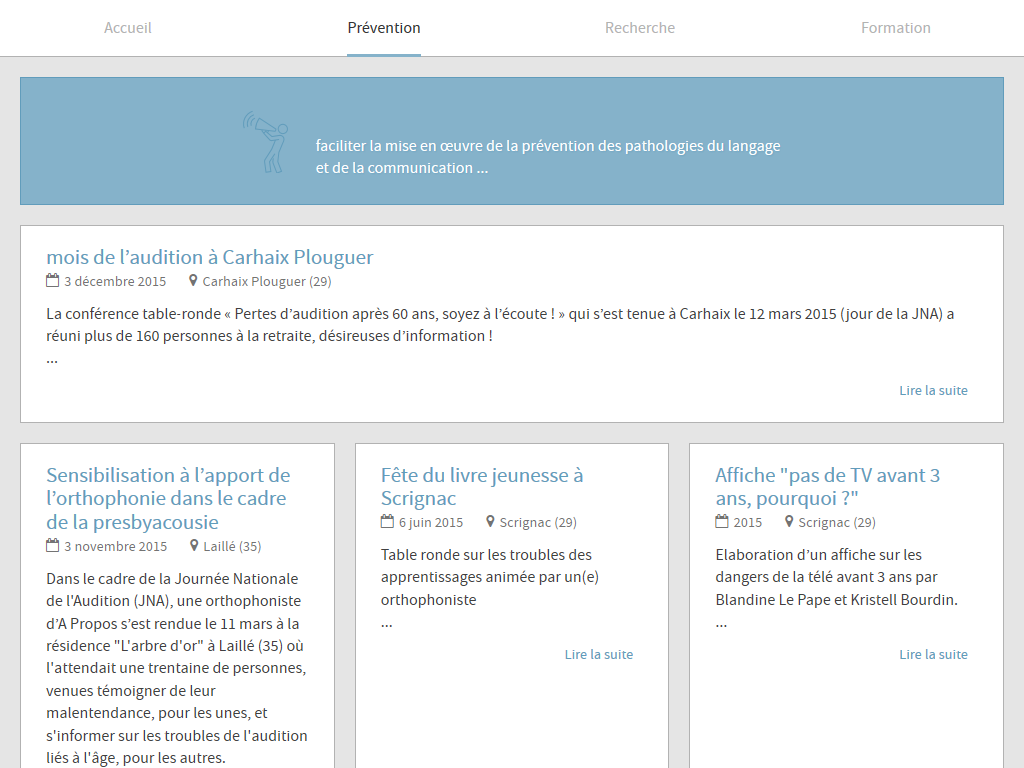 Accueil
Prévention
Recherche
Formation
faciliter la mise en œuvre de la prévention des pathologies du langage
et de la communication ...
mois de l’audition à Carhaix Plouguer
3 décembre 2015 Carhaix Plouguer (29)
La conférence table-ronde « Pertes d’audition après 60 ans, soyez à l’écoute ! » qui s’est tenue à Carhaix le 12 mars 2015 (jour de la JNA) a
réuni plus de 160 personnes à la retraite, désireuses d’information !
...
Lire la suite
Sensibilisation à l’apport de
l’orthophonie dans le cadre
de la presbyacousie
3 novembre 2015 Laillé (35)
Dans le cadre de la Journée Nationale
de l'Audition (JNA), une orthophoniste
d’A Propos s’est rendue le 11 mars à la
résidence "L'arbre d'or" à Laillé (35) où
l'attendait une trentaine de personnes,
venues témoigner de leur
malentendance, pour les unes, et
s'informer sur les troubles de l'audition
liés à l'âge, pour les autres.
Fête du livre jeunesse à
Scrignac
6 juin 2015 Scrignac (29)
Table ronde sur les troubles des
apprentissages animée par un(e)
orthophoniste
...
Lire la suite
Affiche "pas de TV avant 3
ans, pourquoi ?"
2015 Scrignac (29)
Elaboration d’un affiche sur les
dangers de la télé avant 3 ans par
Blandine Le Pape et Kristell Bourdin.
...
Lire la suite